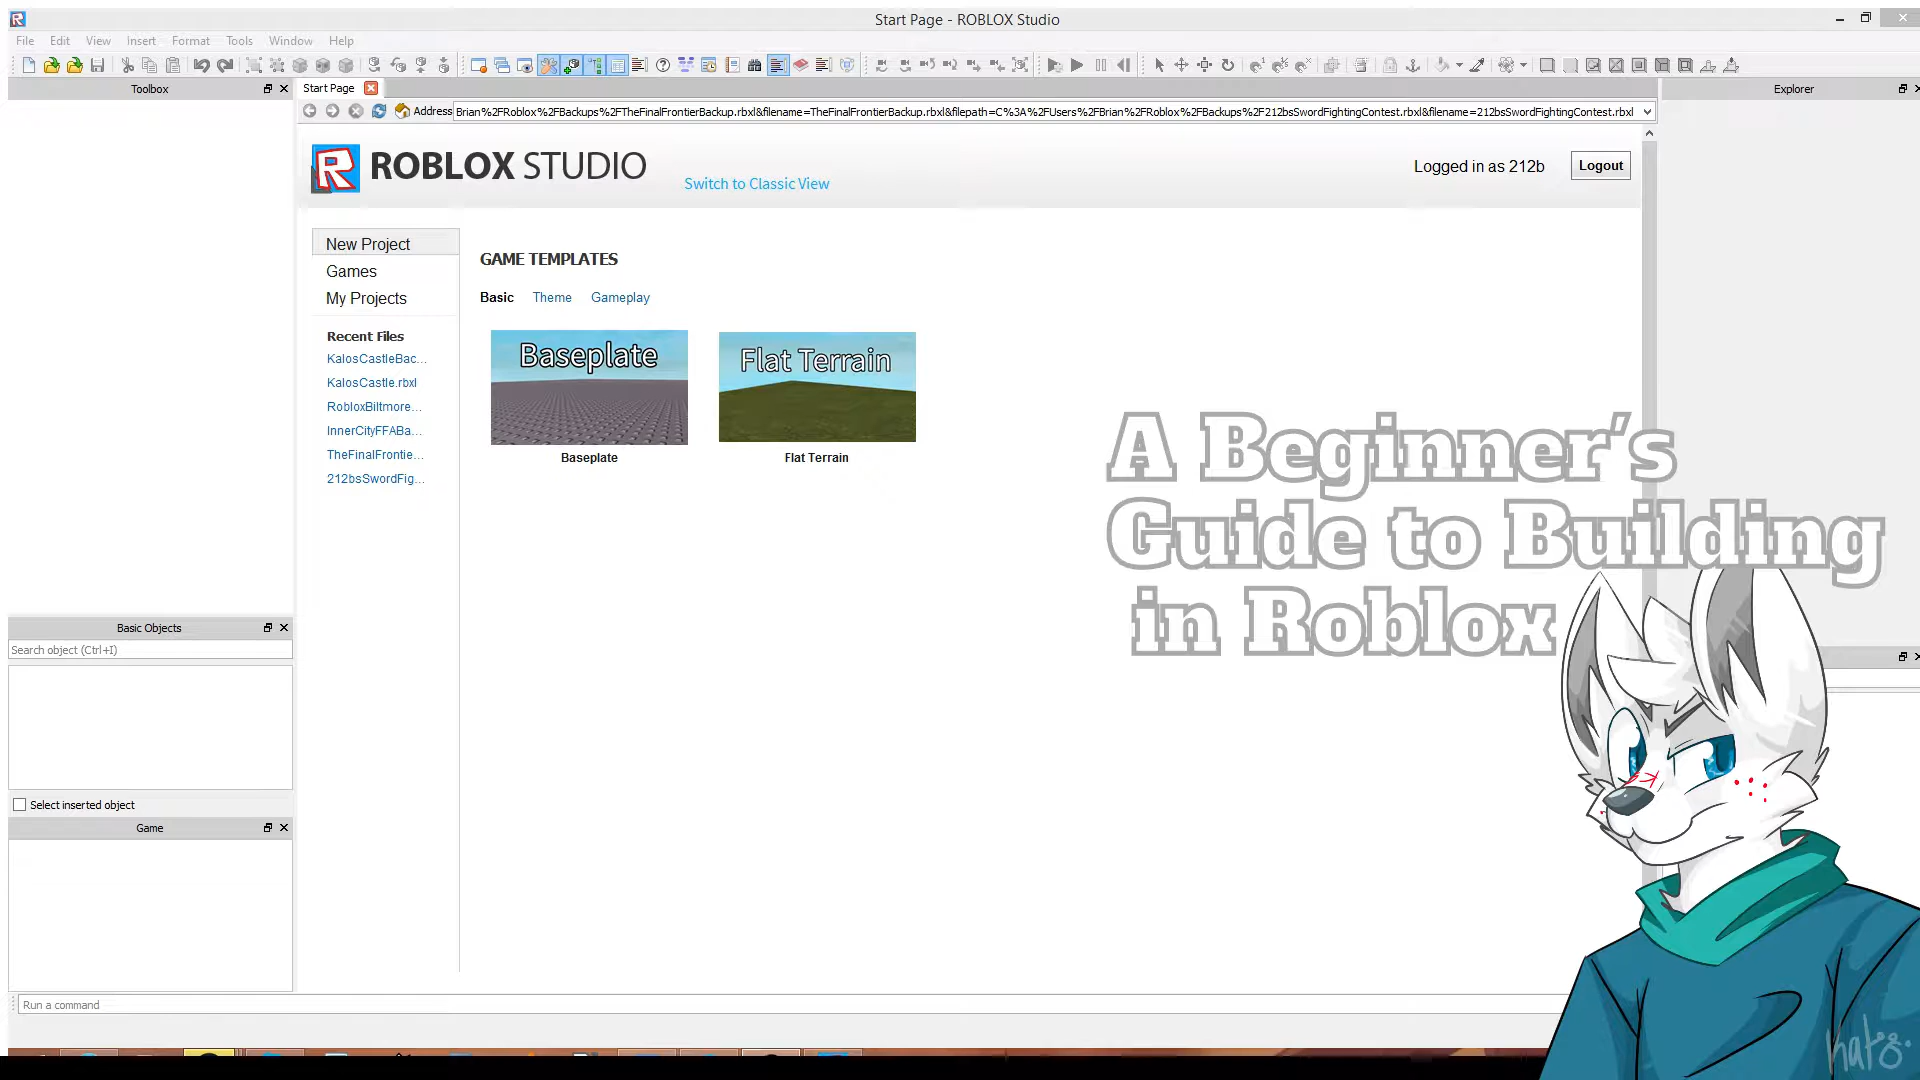 Start Page - ROBLOX Studio
File Edit View Insert Format Tools Window Help
Toolbox
Start Page
Explorer
Address Brian%2FRoblox%2FBackups%2FTheFinalFrontierBackup.rbxl&filename=TheFinalFrontierBackup.rbxl&filepath=C%3A%2FUsers%2FBrian%2FRoblox%2FBackups%2F212bsSwordFightingContest.rbxl&filename=212bsSwordFightingContest.rbxl
ROBLOX STUDIO
Switch to Classic View
Logged in as 212b
Logout
New Project
Games
My Projects
Recent Files
KalosCastleBac...
KalosCastle.rbxl
RobloxBiltmore...
InnerCityFFABa...
TheFinalFrontie...
212bsSwordFig...
GAME TEMPLATES
Basic Theme Gameplay
Baseplate
Flat Terrain
Baseplate
Flat Terrain
A Beginner's
Guide to Building
in Roblox
Basic Objects
Search object (Ctrl+I)
Select inserted object
Game
Run a command